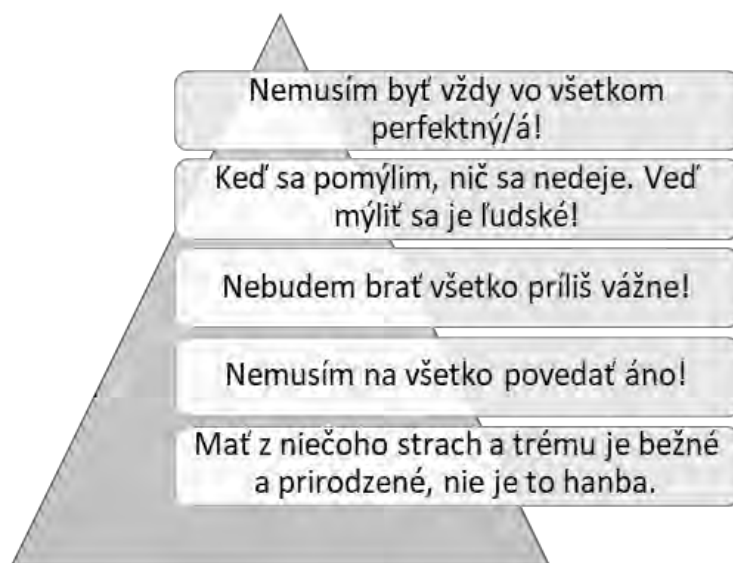 Nemusím byť vždy vo všetkom
perfektný/á!
Keď sa pomýlim, nič sa nedeje. Veď
mýliť sa je ľudské!
Nebudem brať všetko príliš vážne!
Nemusím na všetko povedať áno!
Mať z niečoho strach a trému je bežné
a prirodzené, nie je to hanba.